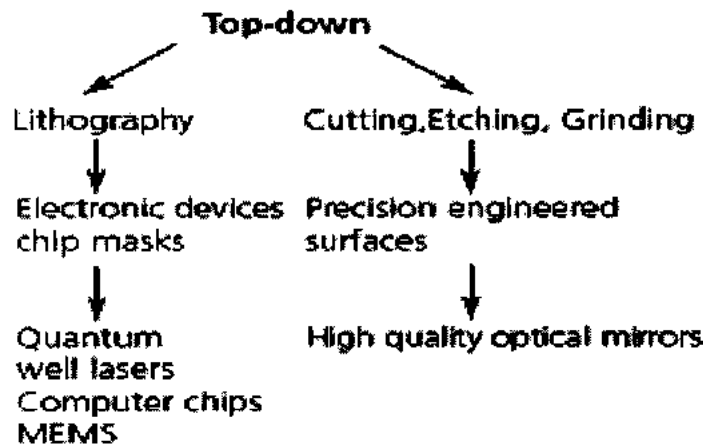 Top-down
Lithography
Cutting,Etching, Grinding
Electronic devices
chip masks
Precision engineered
surfaces
Quantum
well lasers
Computer chips
MEMS
High quality optical mirrors